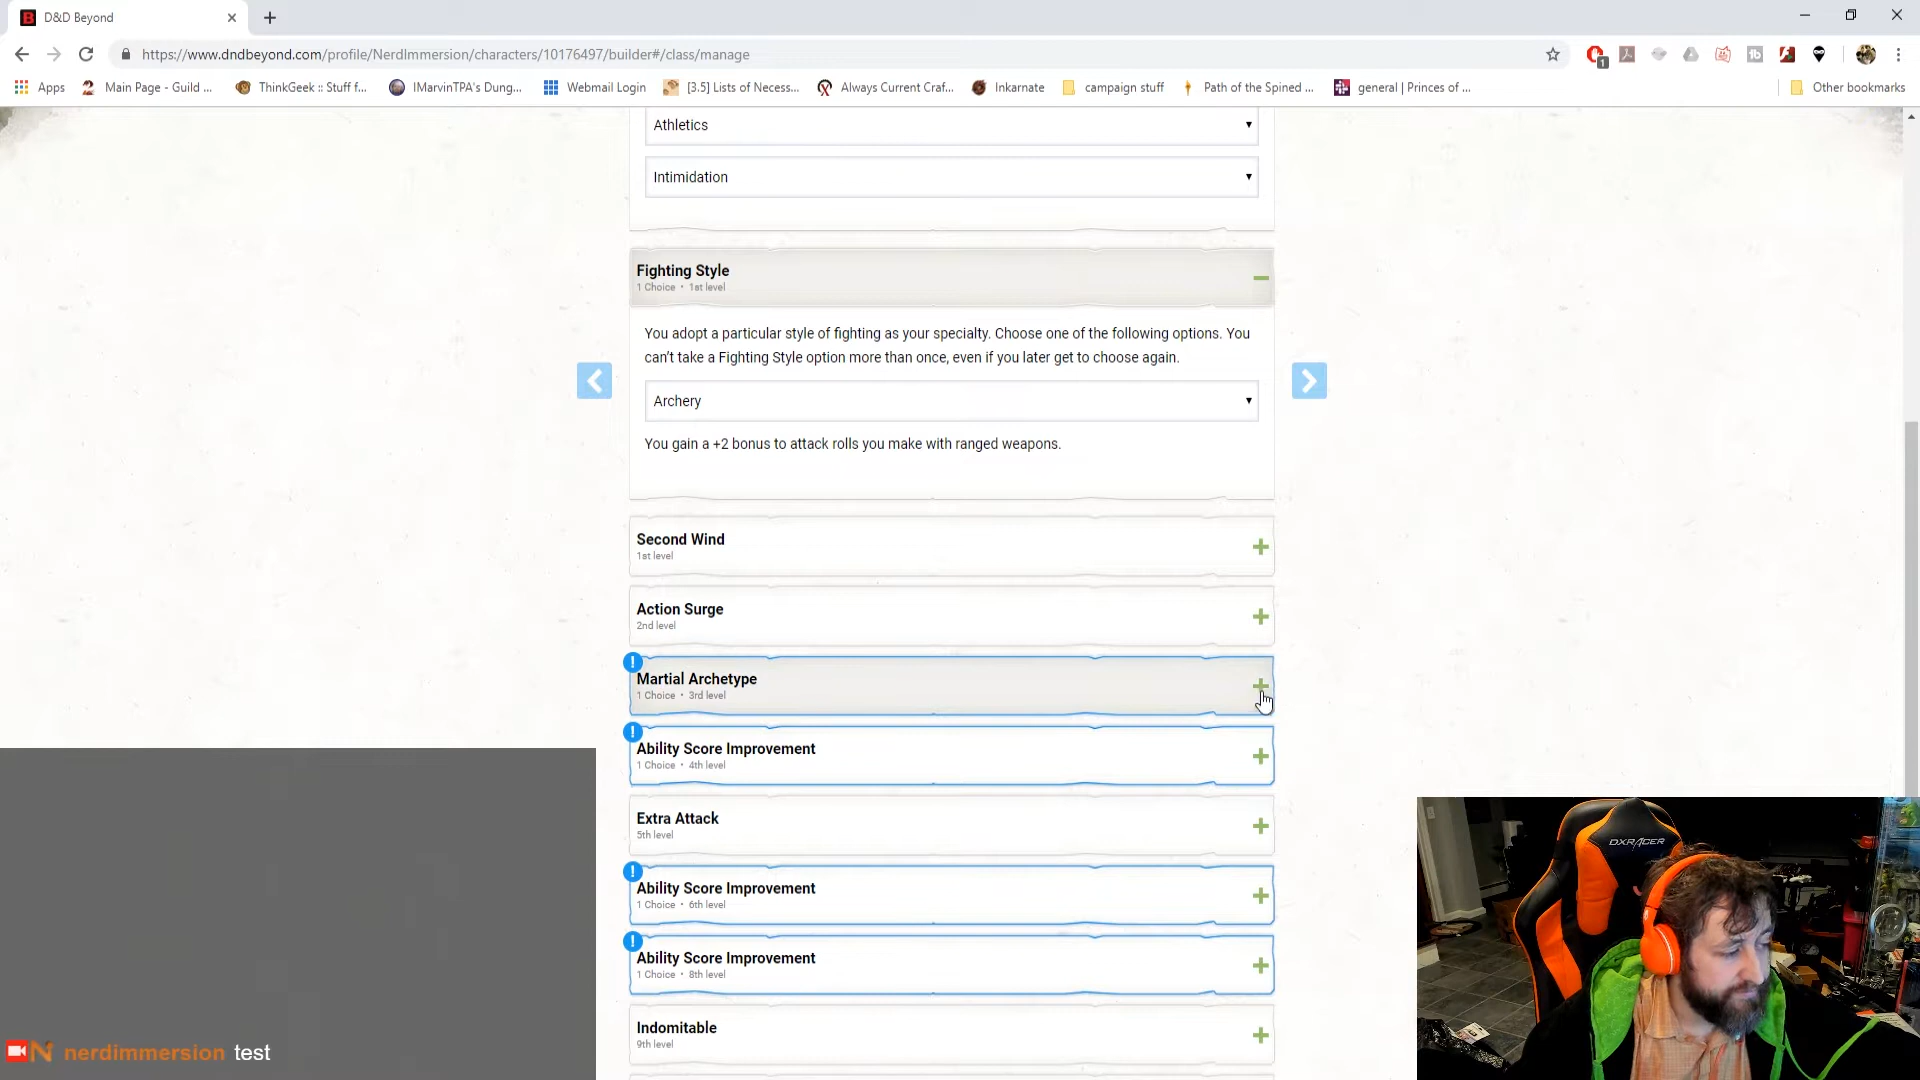 D&D Beyond
https://www.dndbeyond.com/profile/NerdImmersion/characters/10176497/builder#/class/manage
1
Apps
Main Page - Guild ...
ThinkGeek :: Stuff f...
IMarvinTPA's Dung...
Webmail Login
[3.5] Lists of Necess...
Always Current Craf...
Inkarnate
campaign stuff
Path of the Spined ...
general | Princes of ...
Other bookmarks
Athletics
Intimidation
Fighting Style
1 Choice • 1st level
You adopt a particular style of fighting as your specialty. Choose one of the following options. You
can't take a Fighting Style option more than once, even if you later get to choose again.
Archery
You gain a +2 bonus to attack rolls you make with ranged weapons.
Second Wind
1st level
Action Surge
2nd level
!
Martial Archetype
1 Choice • 3rd level
!
Ability Score Improvement
1 Choice • 4th level
Extra Attack
5th level
!
Ability Score Improvement
1 Choice • 6th level
!
Ability Score Improvement
1 Choice • 8th level
Indomitable
9th level
DXRACER
nerdimmersion test